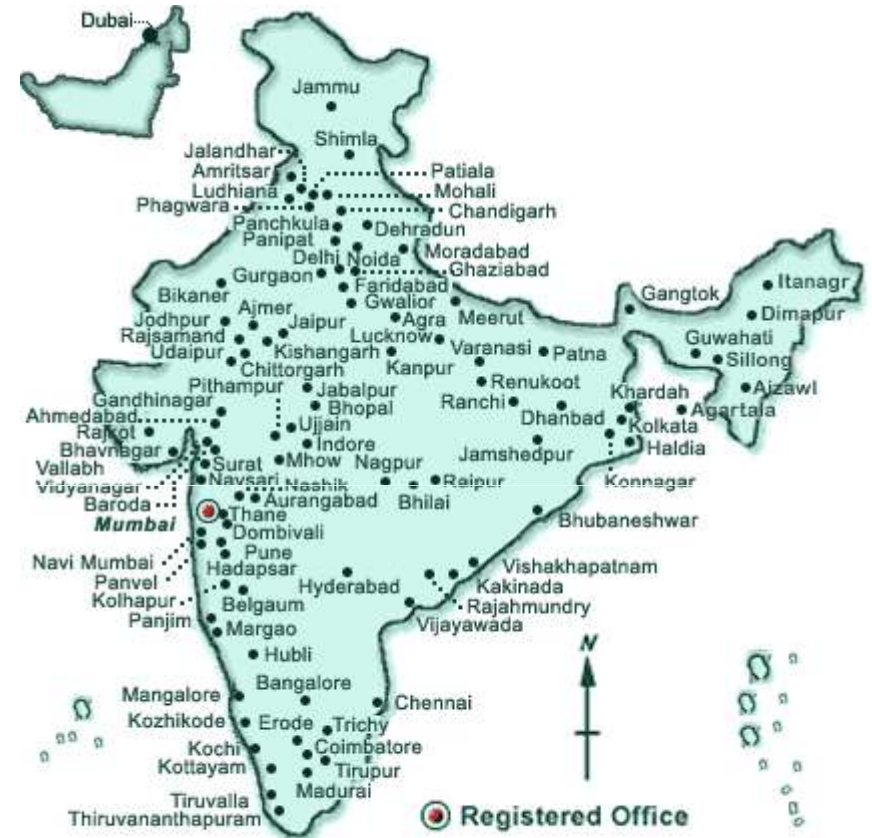 Dubai
Jammu
Shimla
Jalandhar
Amritsar
Ludhiana
Phagwara
Patiala
Mohali
Chandigarh
Panchkula
Dehradun
Panipat
Delhi Noida
Moradabad
Gurgaon
Ghaziabad
Faridabad
Bikaner
Gwalior
Gangtok
Itanagr
Ajmer
Jodhpur
Jaipur
Agra
Meerut
Dimapur
Rajsamand
Lucknow
Varanasi
Patna
Guwahati
Udaipur
Kishangarh
Sillong
Chittorgarh
Kanpur
Pithampur
Jabalpur
Renukoot
Khardah
Ajzawl
Gandhinagar
Bhopal
Ranchi
Dhanbad
Agartala
Ahmedabad
Ujjain
Kolkata
Rajkot
Indore
Haldia
Bhavnagar
Jamshedpur
Vallabh
Vidyanagar
Surat
Mhow
Nagpur
Navsari
Nashik
Raipur
Konnagar
Baroda
Aurangabad
Bhilai
Mumbai
Thane
Bhubaneshwar
Dombivali
Navi Mumbai
Pune
Panvel
Hadapsar
Vishakhapatnam
Kolhapur
Hyderabad
Kakinada
Belgaum
Rajahmundry
Panjim
Margao
Vijayawada
N
Hubli
Bangalore
Mangalore
Chennai
Kozhikode
Erode
Trichy
Kochi
Coimbatore
Kottayam
Tirupur
Madurai
Tiruvalla
Thiruvananthapuram
Registered Office